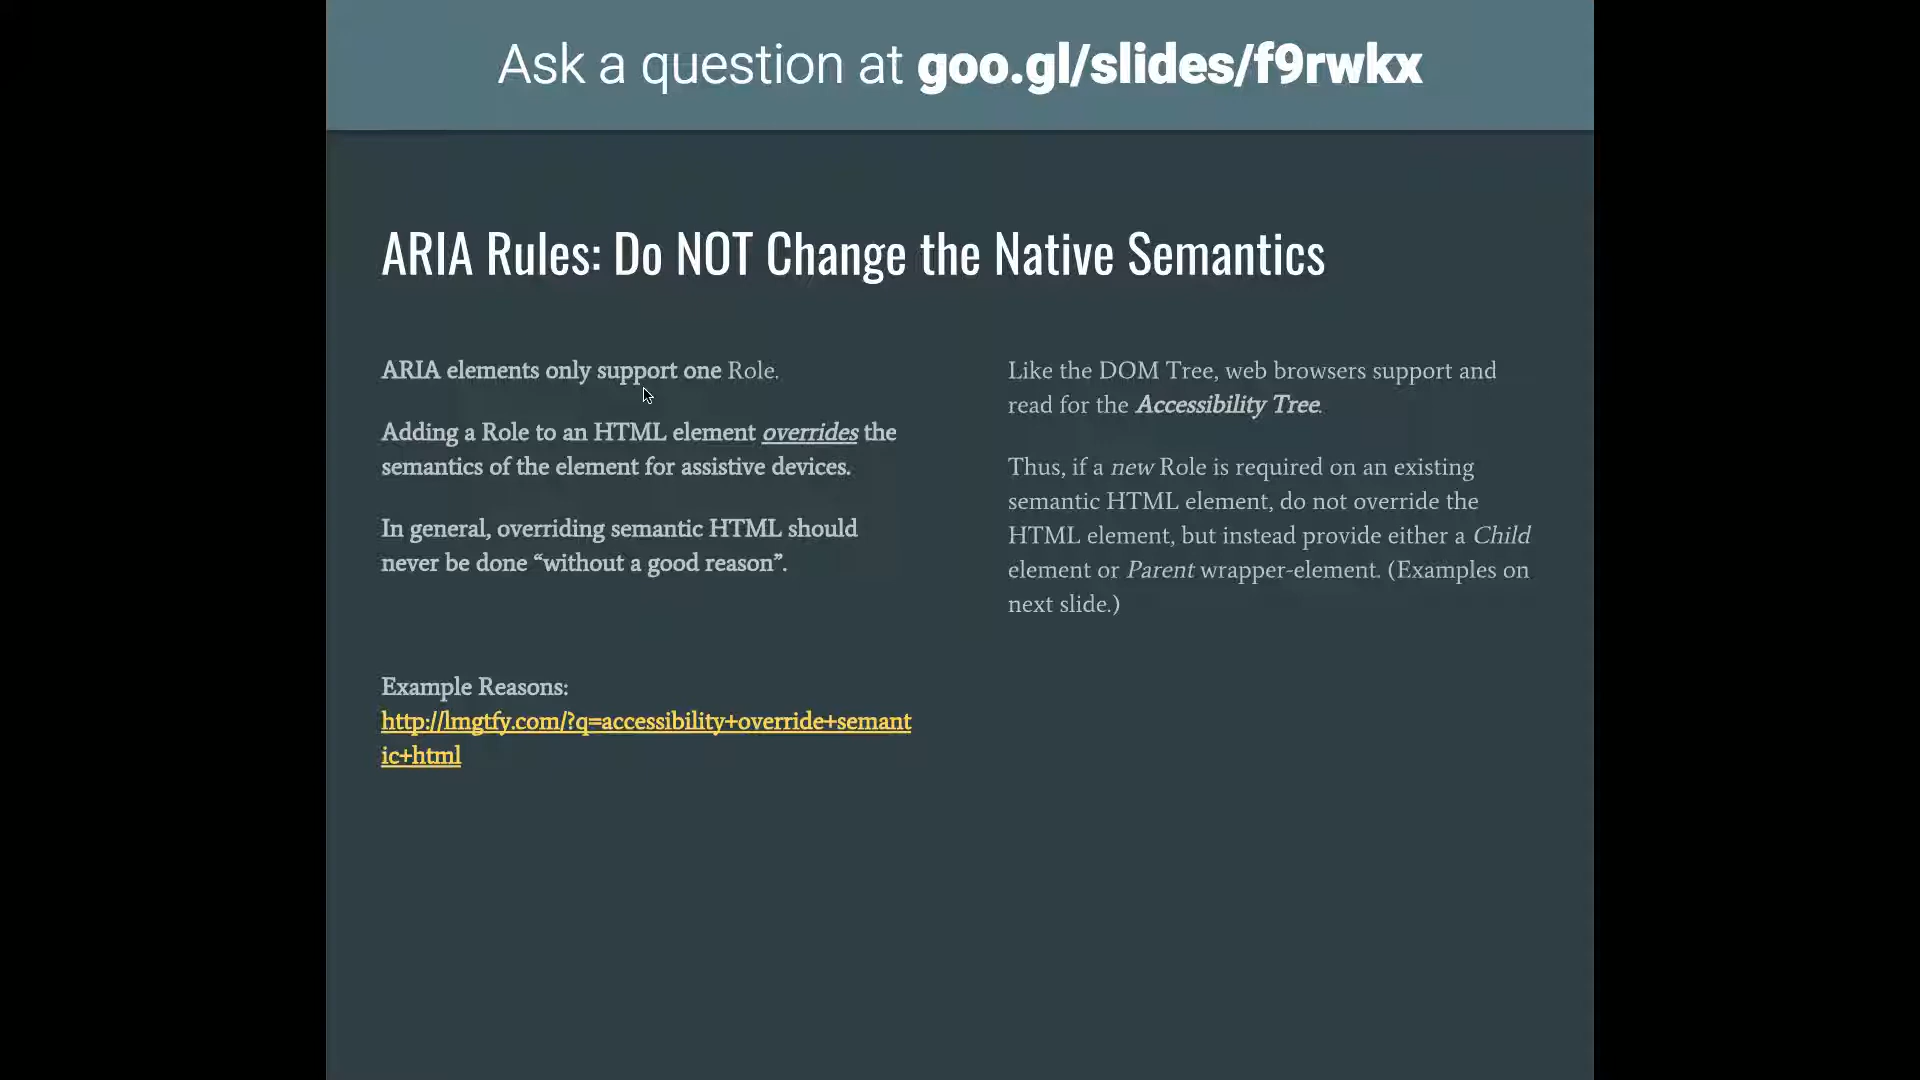 Ask a question at goo.gl/slides/f9rwkx
ARIA Rules: Do NOT Change the Native Semantics
ARIA elements only support one Role.
Adding a Role to an HTML element overrides the
semantics of the element for assistive devices.
In general, overriding semantic HTML should
never be done “without a good reason”.
Example Reasons:
http://lmgtfy.com/?q=accessibility+override+semant
ic+html
Like the DOM Tree, web browsers support and
read for the Accessibility Tree.
Thus, if a new Role is required on an existing
semantic HTML element, do not override the
HTML element, but instead provide either a Child
element or Parent wrapper-element. (Examples on
next slide.)